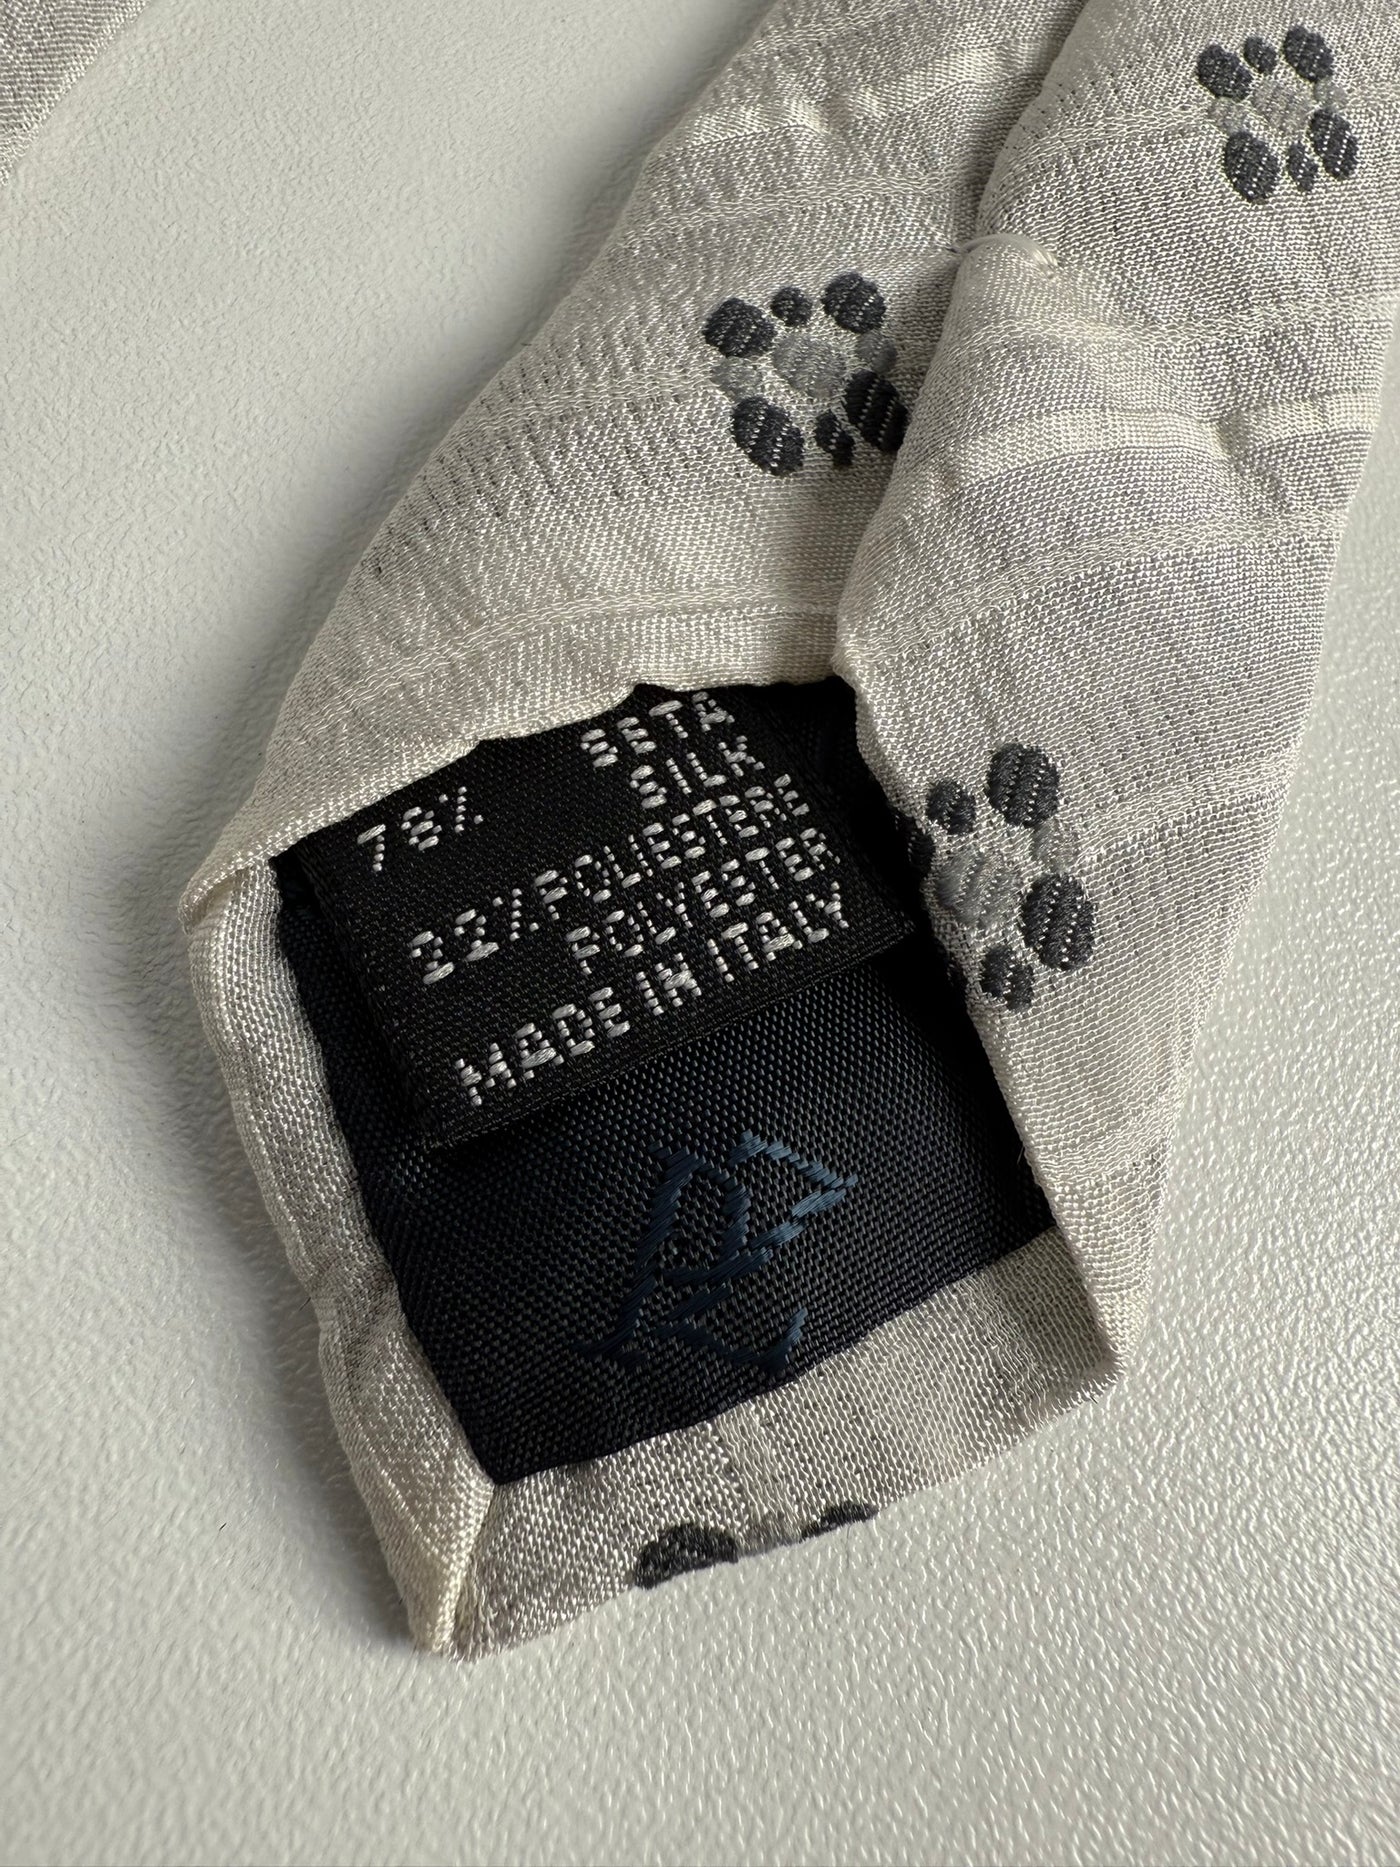 78% SETA
SILK
22% POLIESTERE
POLYESTER
MADE IN ITALY